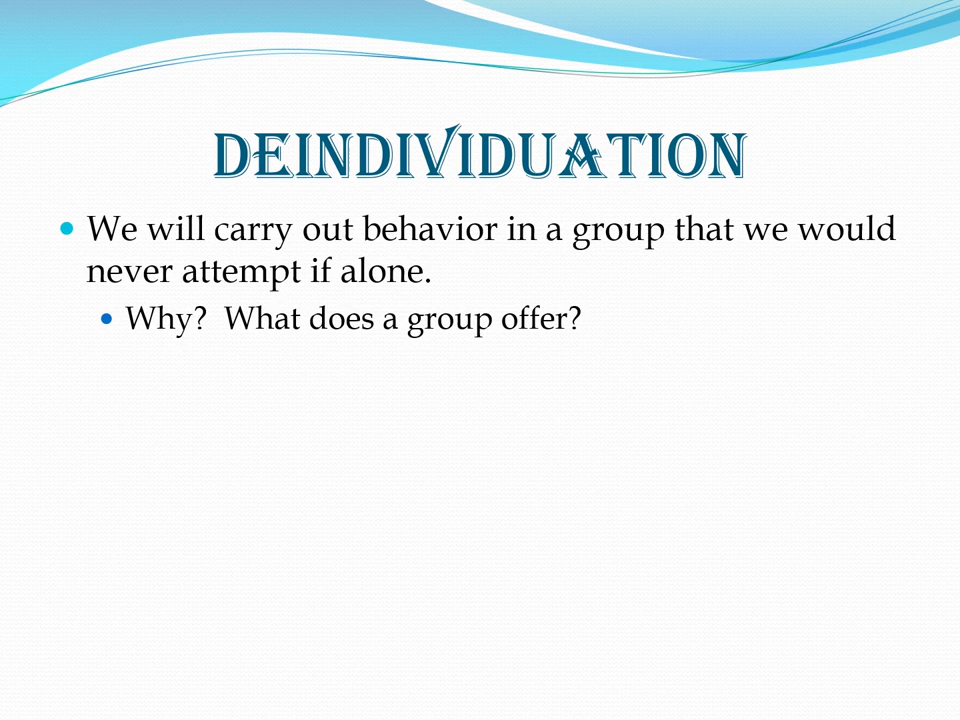 DEINDIVIDUATION
• We will carry out behavior in a group that we would
never attempt if alone.
• Why?  What does a group offer?